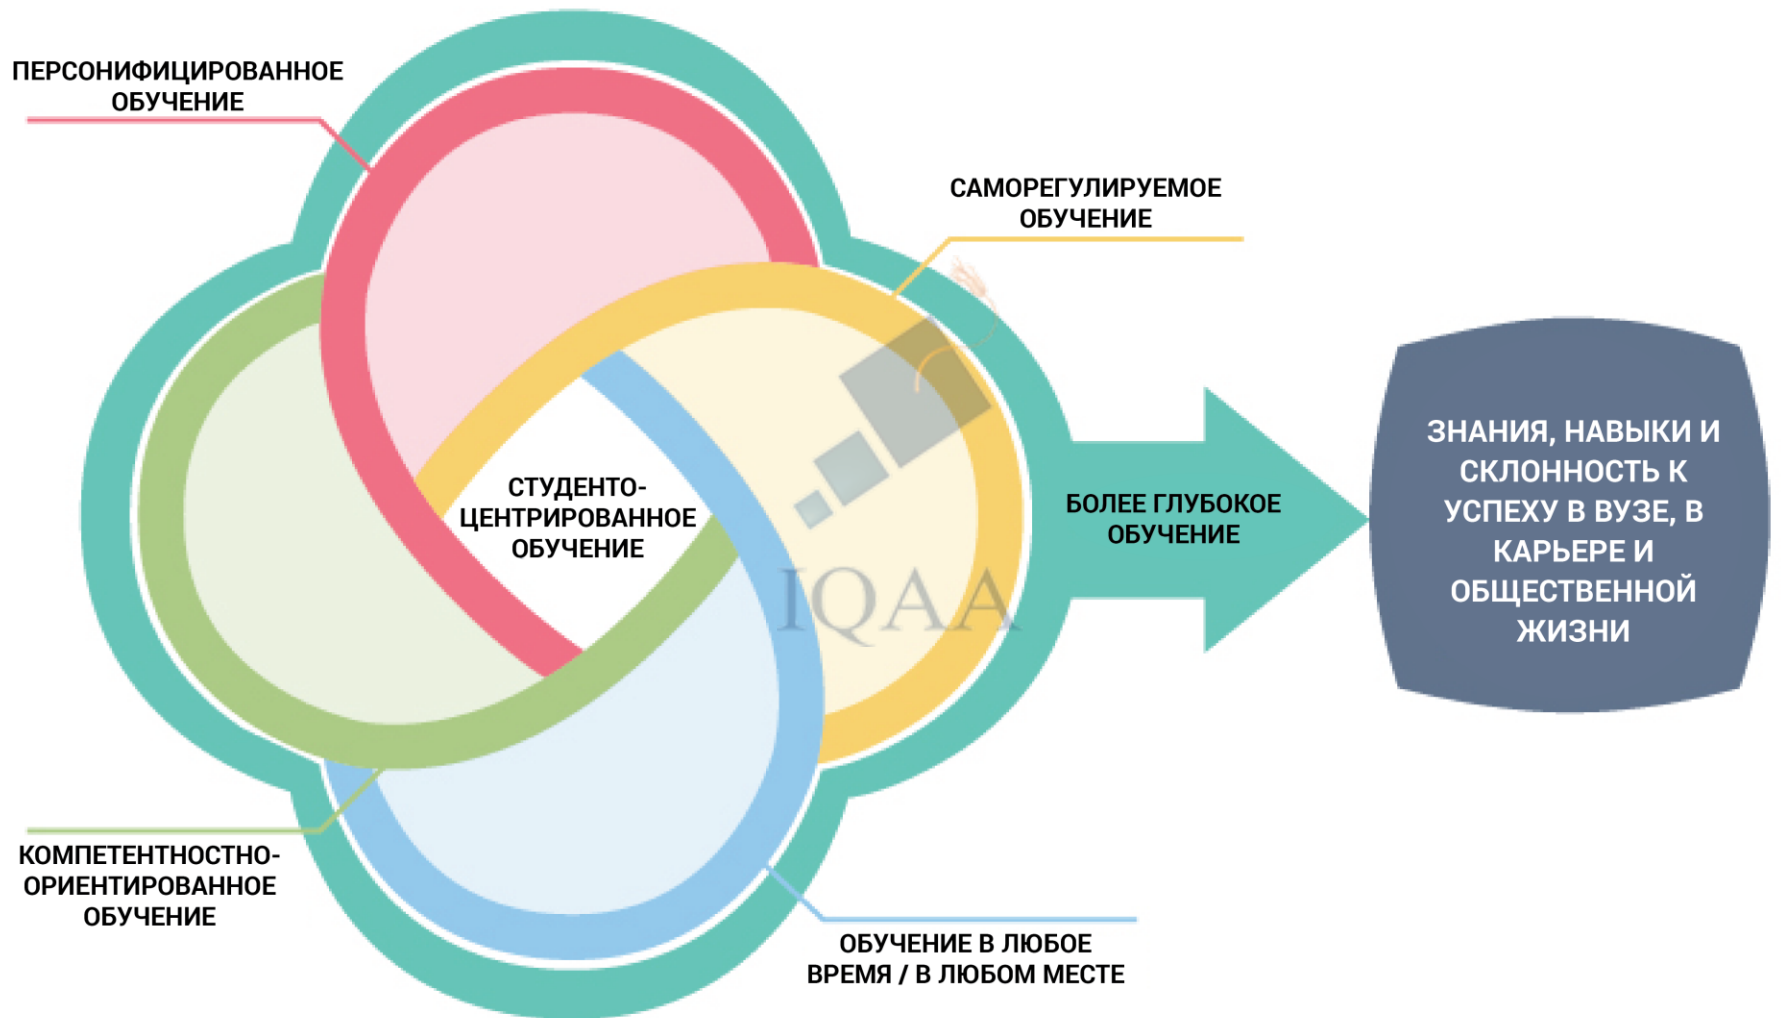 ПЕРСОНИФИЦИРОВАННОЕ
ОБУЧЕНИЕ
САМОРЕГУЛИРУЕМОЕ
ОБУЧЕНИЕ
СТУДЕНТО-
ЦЕНТРИРОВАННОЕ
ОБУЧЕНИЕ
IQAA
БОЛЕЕ ГЛУБОКОЕ
ОБУЧЕНИЕ
ЗНАНИЯ, НАВЫКИ И
СКЛОННОСТЬ К
УСПЕХУ В ВУЗЕ, В
КАРЬЕРЕ И
ОБЩЕСТВЕННОЙ
ЖИЗНИ
КОМПЕТЕНТНОСТНО-
ОРИЕНТИРОВАННОЕ
ОБУЧЕНИЕ
ОБУЧЕНИЕ В ЛЮБОЕ
ВРЕМЯ / В ЛЮБОМ МЕСТЕ